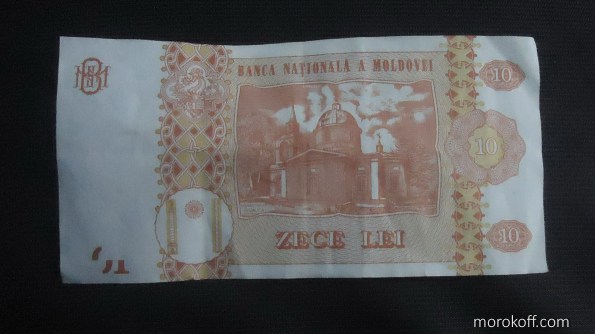 BANCA NAȚIONALĂ A MOLDOVEI
10
10
ZECE LEI
10
morokoff.com